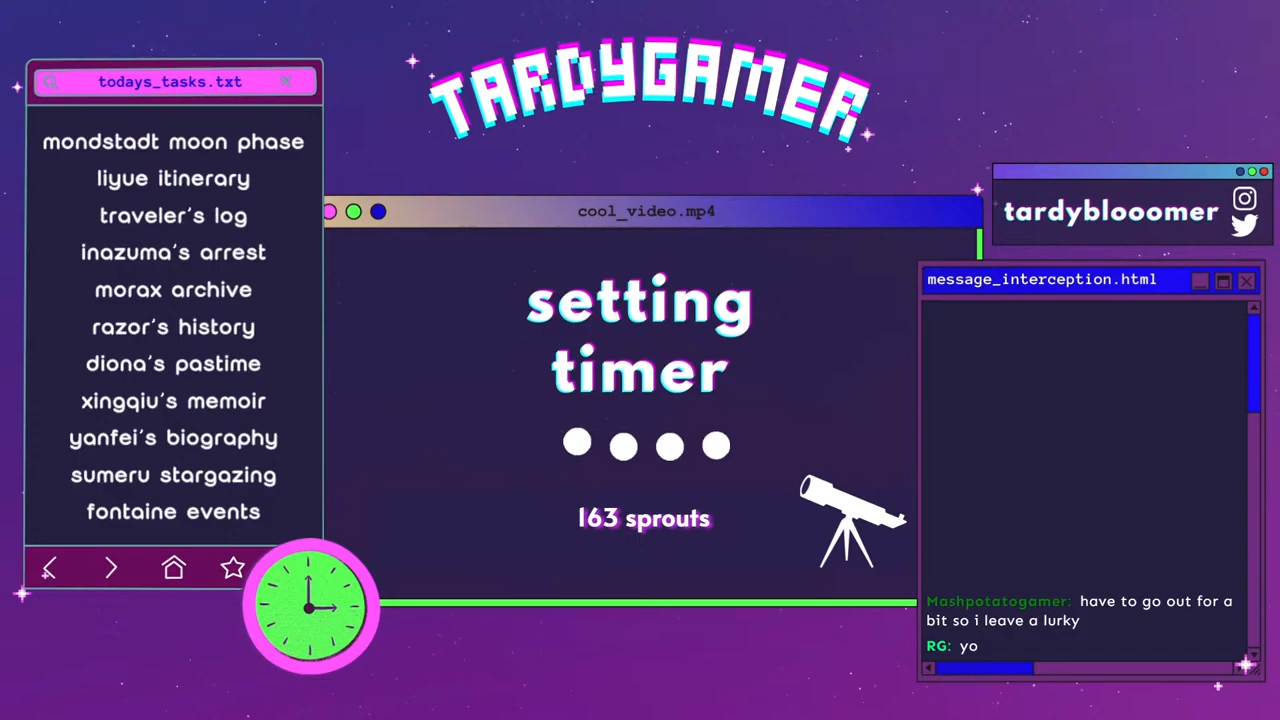 TARDYGAMER
todays_tasks.txt
mondstadt moon phase
liyue itinerary
traveler's log
inazuma's arrest
morax archive
razor's history
diona's pastime
xingqiu's memoir
yanfei's biography
sumeru stargazing
fontaine events
cool_video.mp4
setting
timer
163 sprouts
tardyblooomer
message_interception.html
Mashpotatogamer: have to go out for a
bit so i leave a lurky
RG: yo